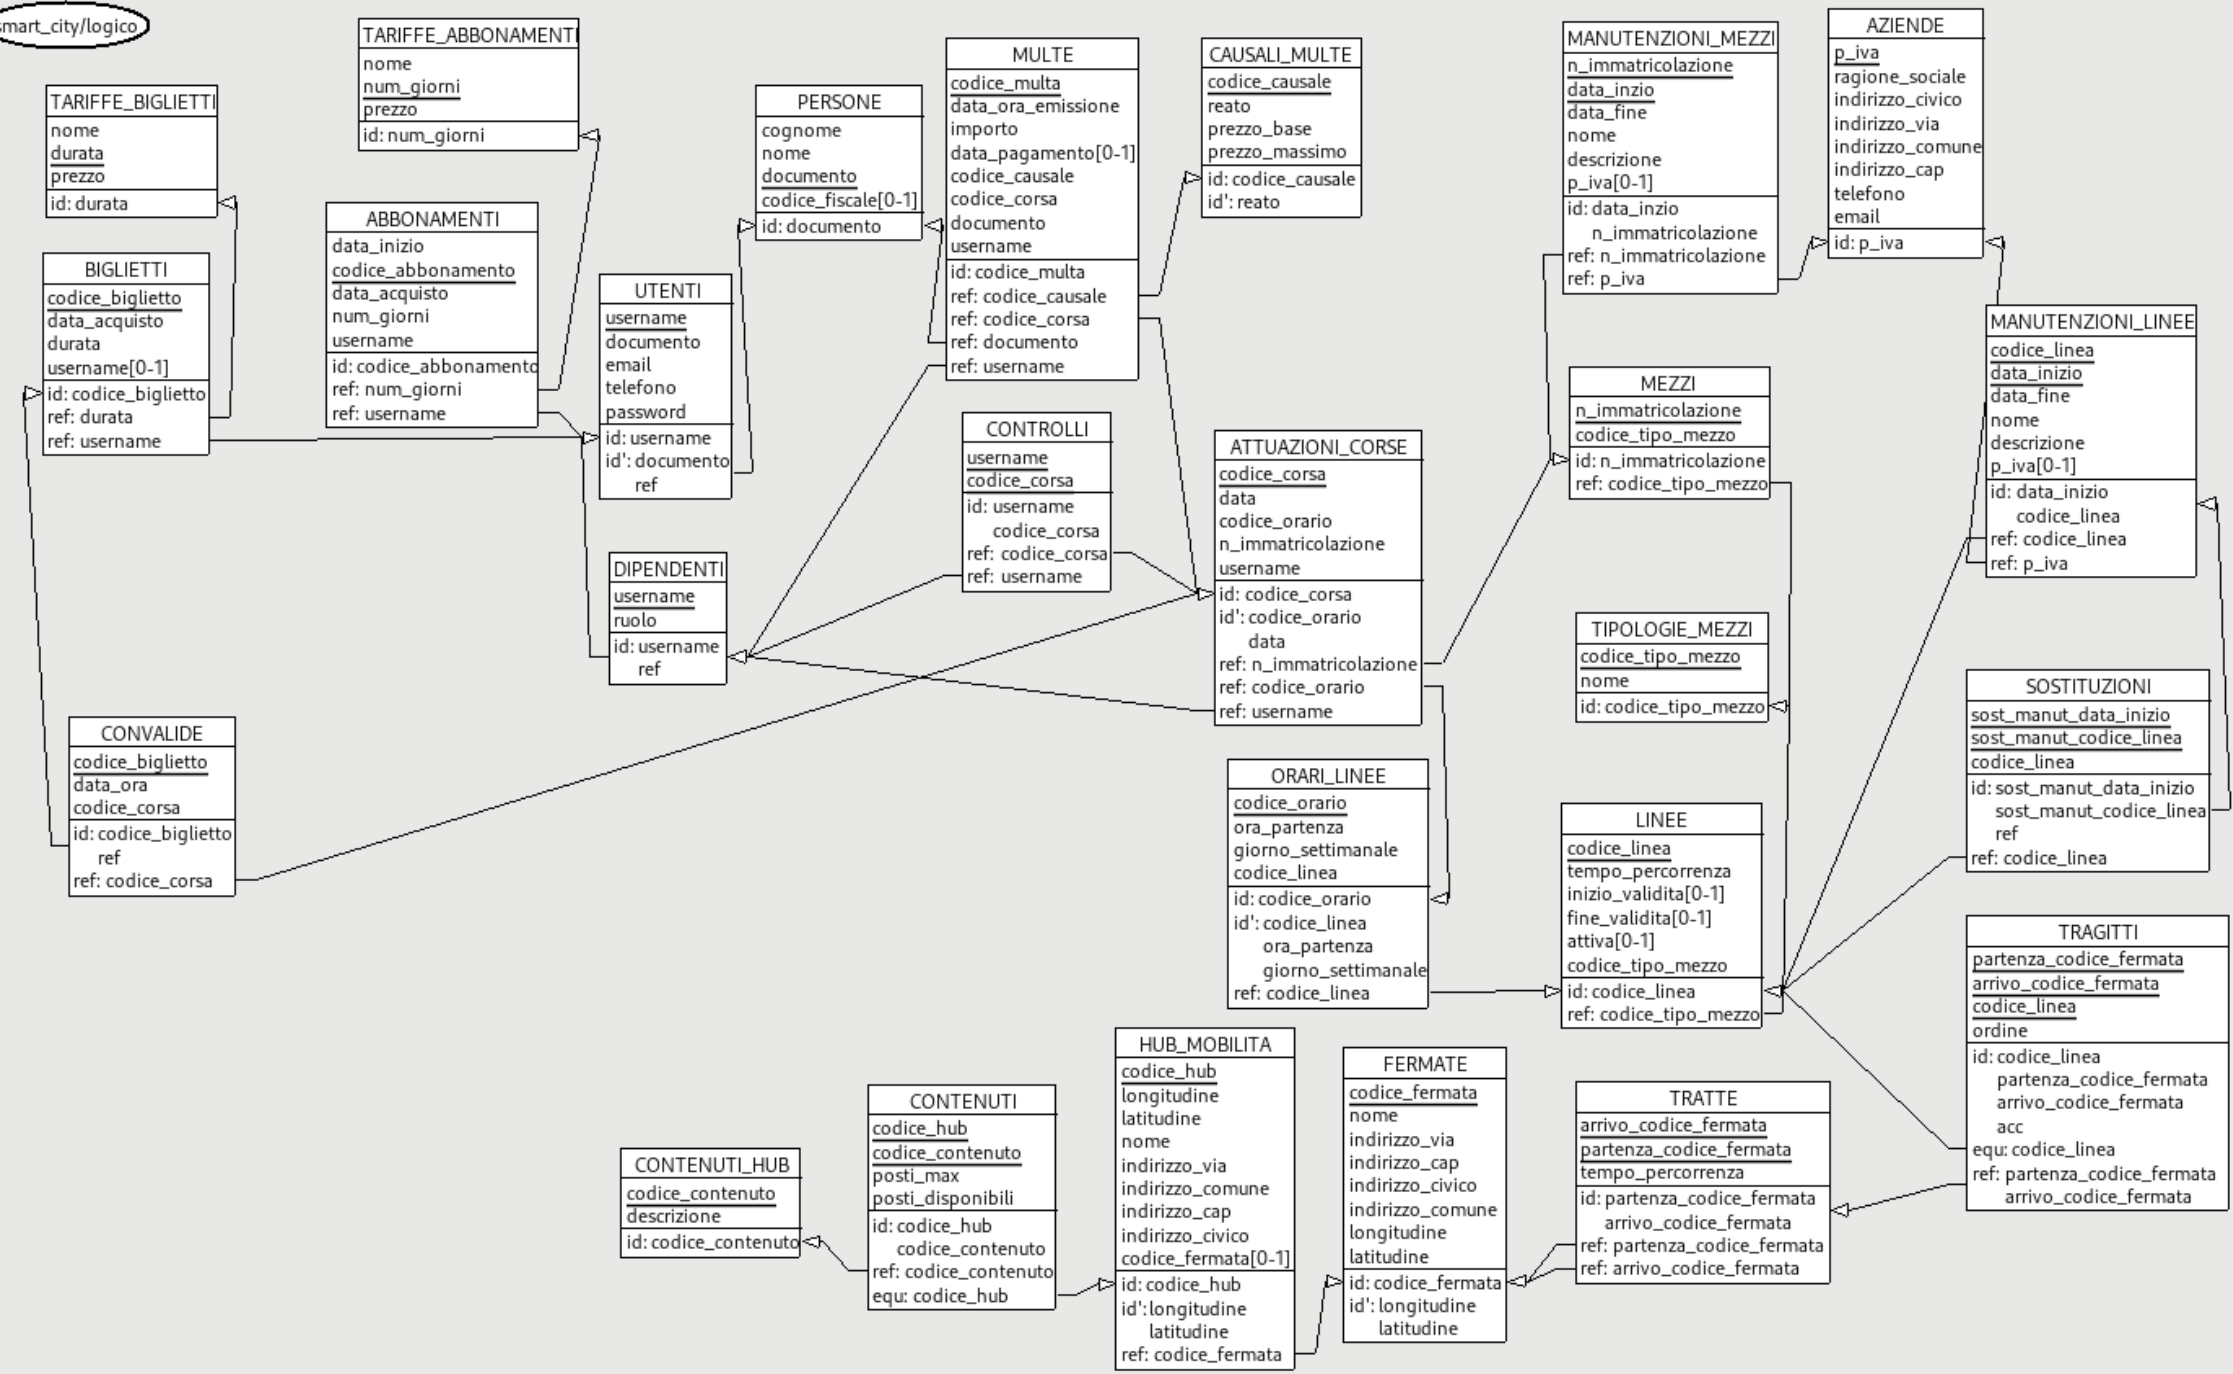 smart_city/logico
TARIFFE_BIGLIETTI
nome
durata
prezzo
id: durata
TARIFFE_ABBONAMENTI
nome
num_giorni
prezzo
id: num_giorni
BIGLIETTI
codice_biglietto
data_acquisto
durata
username[0-1]
id: codice_biglietto
ref: durata
ref: username
ABBONAMENTI
data_inizio
codice_abbonamento
data_acquisto
num_giorni
username
id: codice_abbonamento
ref: num_giorni
ref: username
UTENTI
username
documento
email
telefono
password
id: username
id': documento
ref
PERSONE
cognome
nome
documento
codice_fiscale[0-1]
id: documento
MULTE
codice_multa
data_ora_emissione
importo
data_pagamento[0-1]
codice_causale
codice_corsa
documento
username
id: codice_multa
ref: codice_causale
ref: codice_corsa
ref: documento
ref: username
CAUSALI_MULTE
codice_causale
reato
prezzo_base
prezzo_massimo
id: codice_causale
id': reato
MANUTENZIONI_MEZZI
n_immatricolazione
data_inzio
data_fine
nome
descrizione
p_iva[0-1]
id: data_inzio
n_immatricolazione
ref: n_immatricolazione
ref: p_iva
AZIENDE
p_iva
ragione_sociale
indirizzo_civico
indirizzo_via
indirizzo_comune
indirizzo_cap
telefono
email
id: p_iva
MANUTENZIONI_LINEE
codice_linea
data_inizio
data_fine
nome
descrizione
p_iva[0-1]
id: data_inizio
codice_linea
ref: codice_linea
ref: p_iva
MEZZI
n_immatricolazione
codice_tipo_mezzo
id: n_immatricolazione
ref: codice_tipo_mezzo
CONTROLLI
username
codice_corsa
id: username
codice_corsa
ref: codice_corsa
ref: username
ATTUAZIONI_CORSE
codice_corsa
data
codice_orario
n_immatricolazione
username
id: codice_corsa
id': codice_orario
data
ref: n_immatricolazione
ref: codice_orario
ref: username
DIPENDENTI
username
ruolo
id: username
ref
TIPOLOGIE_MEZZI
codice_tipo_mezzo
nome
id: codice_tipo_mezzo
SOSTITUZIONI
sost_manut_data_inizio
sost_manut_codice_linea
codice_linea
id: sost_manut_data_inizio
sost_manut_codice_linea
ref
ref: codice_linea
CONVALIDE
codice_biglietto
data_ora
codice_corsa
id: codice_biglietto
ref
ref: codice_corsa
ORARI_LINEE
codice_orario
ora_partenza
giorno_settimanale
codice_linea
id: codice_orario
id': codice_linea
ora_partenza
giorno_settimanale
ref: codice_linea
LINEE
codice_linea
tempo_percorrenza
inizio_validita[0-1]
fine_validita[0-1]
attiva[0-1]
codice_tipo_mezzo
id: codice_linea
ref: codice_tipo_mezzo
TRAGITTI
partenza_codice_fermata
arrivo_codice_fermata
codice_linea
ordine
id: codice_linea
partenza_codice_fermata
arrivo_codice_fermata
acc
equ: codice_linea
ref: partenza_codice_fermata
arrivo_codice_fermata
CONTENUTI_HUB
codice_contenuto
descrizione
id: codice_contenuto
CONTENUTI
codice_hub
codice_contenuto
posti_max
posti_disponibili
id: codice_hub
codice_contenuto
ref: codice_contenuto
equ: codice_hub
HUB_MOBILITA
codice_hub
longitudine
latitudine
nome
indirizzo_via
indirizzo_comune
indirizzo_cap
indirizzo_civico
codice_fermata[0-1]
id: codice_hub
id': longitudine
latitudine
ref: codice_fermata
FERMATE
codice_fermata
nome
indirizzo_via
indirizzo_cap
indirizzo_civico
indirizzo_comune
longitudine
latitudine
id: codice_fermata
id': longitudine
latitudine
TRATTE
arrivo_codice_fermata
partenza_codice_fermata
tempo_percorrenza
id: partenza_codice_fermata
arrivo_codice_fermata
ref: partenza_codice_fermata
ref: arrivo_codice_fermata